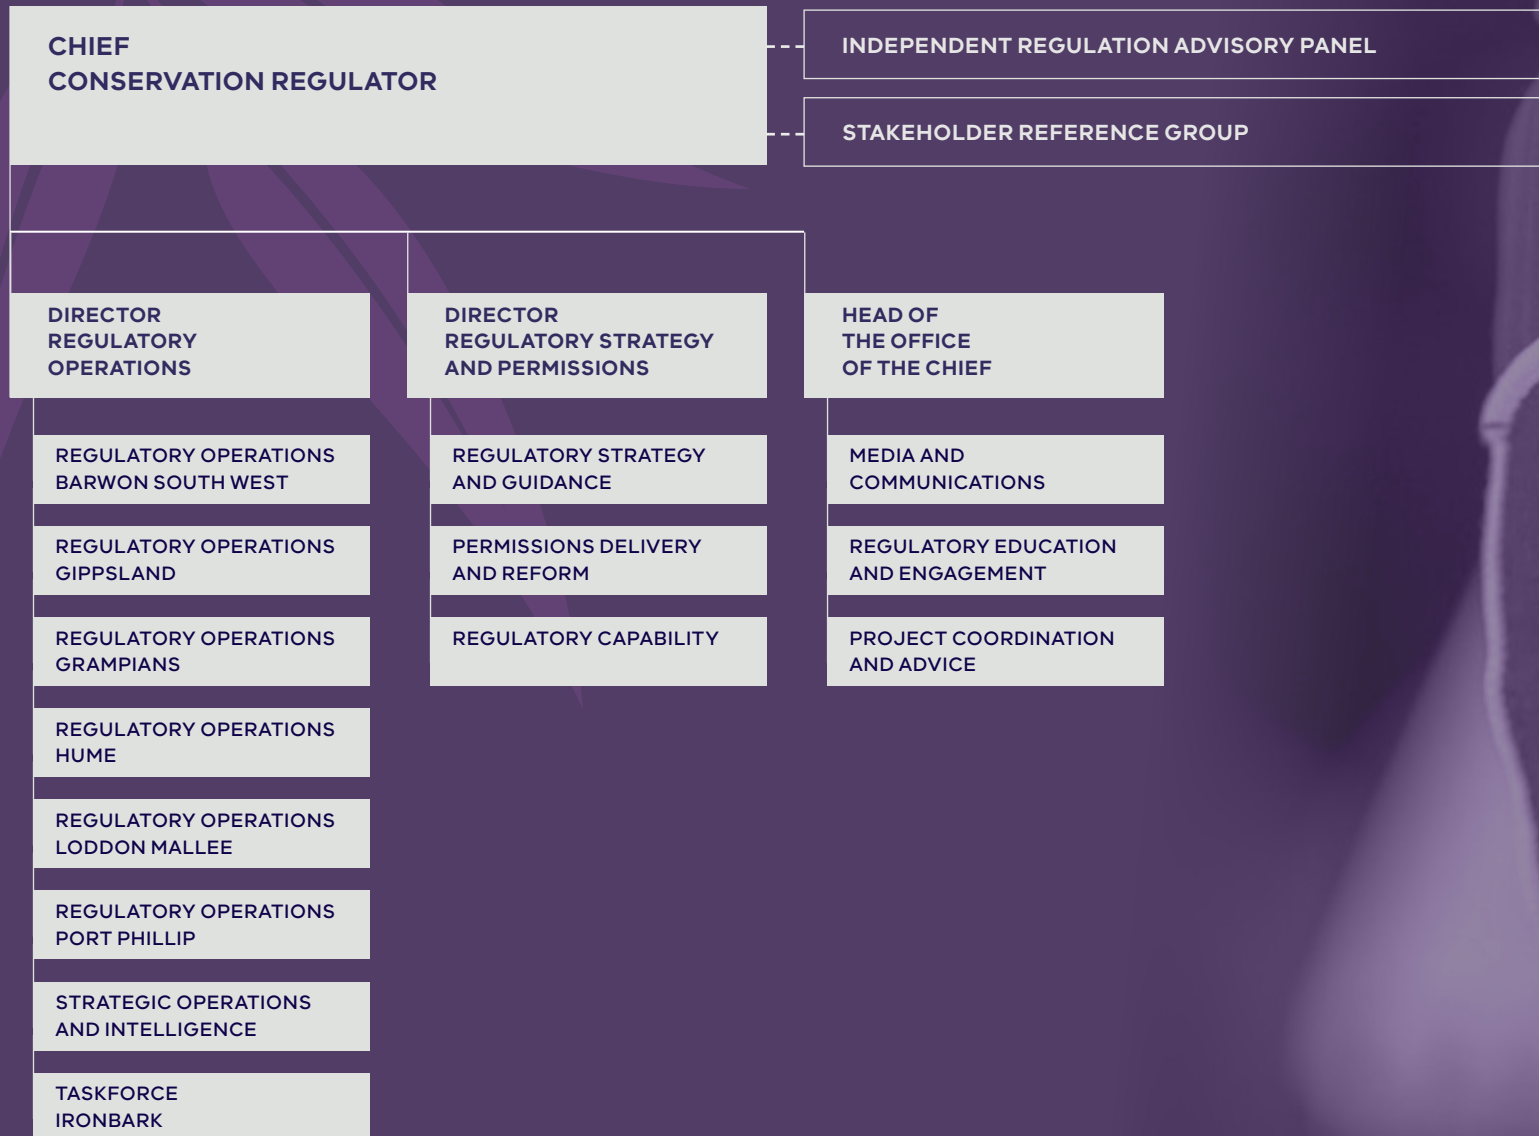 CHIEF
CONSERVATION REGULATOR
INDEPENDENT REGULATION ADVISORY PANEL
STAKEHOLDER REFERENCE GROUP
DIRECTOR
REGULATORY
OPERATIONS
REGULATORY OPERATIONS
BARWON SOUTH WEST
REGULATORY OPERATIONS
GIPPSLAND
REGULATORY OPERATIONS
GRAMPIANS
REGULATORY OPERATIONS
HUME
REGULATORY OPERATIONS
LODDON MALLEE
REGULATORY OPERATIONS
PORT PHILLIP
STRATEGIC OPERATIONS
AND INTELLIGENCE
TASKFORCE
IRONBARK
DIRECTOR
REGULATORY STRATEGY
AND PERMISSIONS
REGULATORY STRATEGY
AND GUIDANCE
PERMISSIONS DELIVERY
AND REFORM
REGULATORY CAPABILITY
HEAD OF
THE OFFICE
OF THE CHIEF
MEDIA AND
COMMUNICATIONS
REGULATORY EDUCATION
AND ENGAGEMENT
PROJECT COORDINATION
AND ADVICE